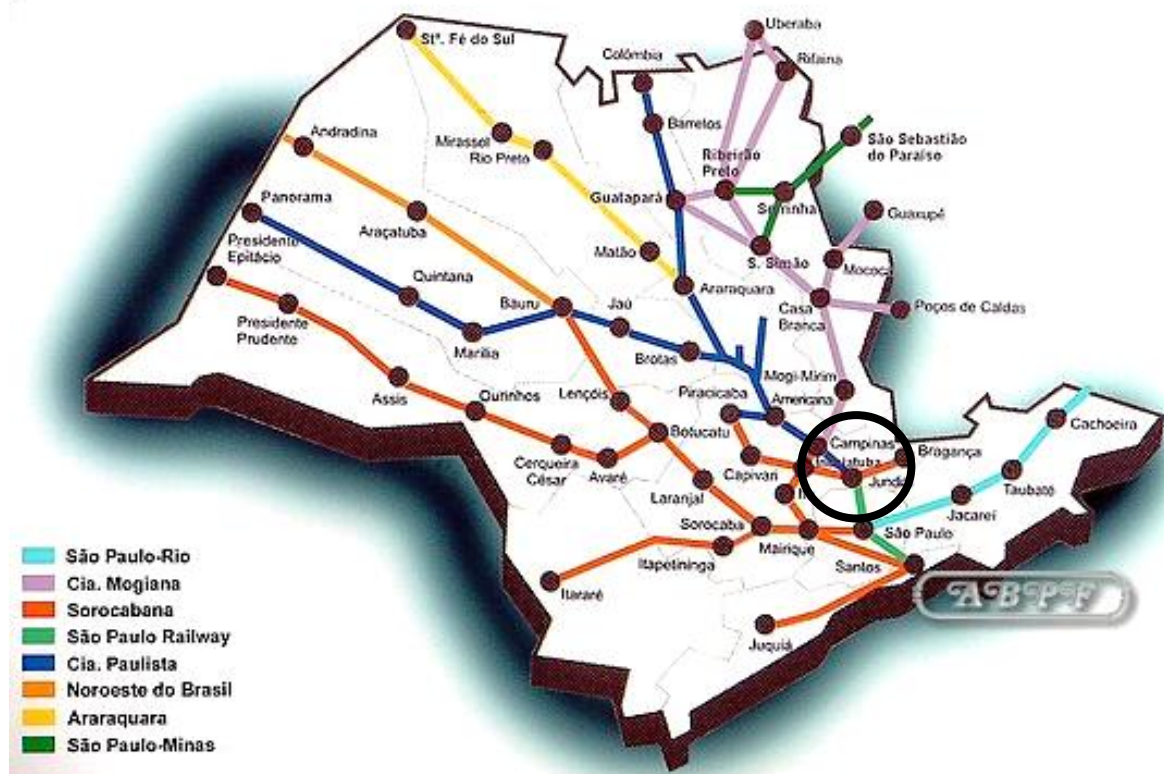 Uberaba
Stª. Fé do Sul
Colômbia
Rifaina
Andradina
Barretos
Mirassol
Rio Preto
Ribeirão
Preto
São Sebastião
do Paraíso
Panorama
Guatapará
Serrinha
Guaxupé
Presidente
Epitácio
Araçatuba
Matão
S. Simão
Mococa
Quintana
Bauru
Jaú
Araraquara
Casa
Branca
Poços de Caldas
Presidente
Prudente
Marília
Brotas
Mogi-Mirim
Assis
Ourinhos
Lençóis
Piracicaba
Americana
Cachoeira
Botucatu
Campinas
Bragança
Cerqueira
César
Avaré
Capivari
Taubaté
Laranjal
Jacareí
Sorocaba
São Paulo
Itapetininga
Mairique
Santos
Itararé
Juquiá
ABPF
São Paulo-Rio
Cia. Mogiana
Sorocabana
São Paulo Railway
Cia. Paulista
Noroeste do Brasil
Araraquara
São Paulo-Minas